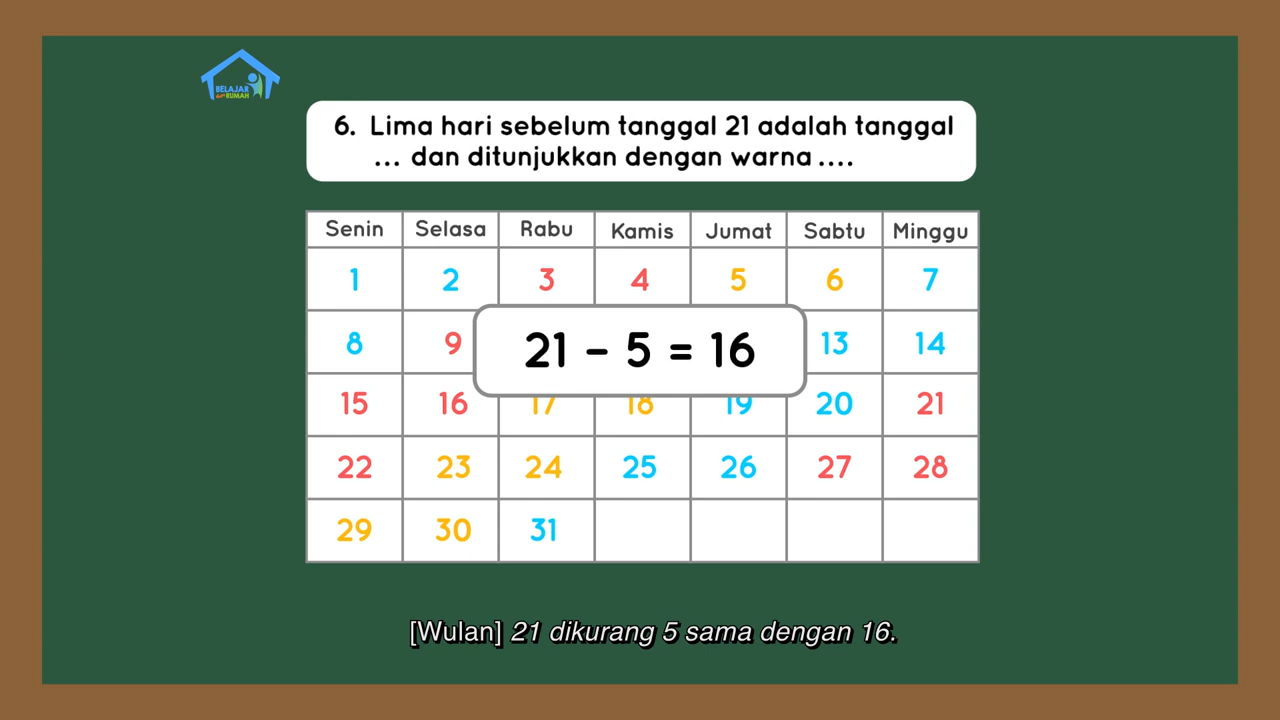 BELAJAR
dari RUMAH
6. Lima hari sebelum tanggal 21 adalah tanggal
... dan ditunjukkan dengan warna ....
Senin Selasa Rabu Kamis Jumat Sabtu Minggu
1 2 3 4 5 6 7
8 9 13 14
21 - 5 = 16
15 16 17 18 19 20 21
22 23 24 25 26 27 28
29 30 31
[Wulan] 21 dikurang 5 sama dengan 16.